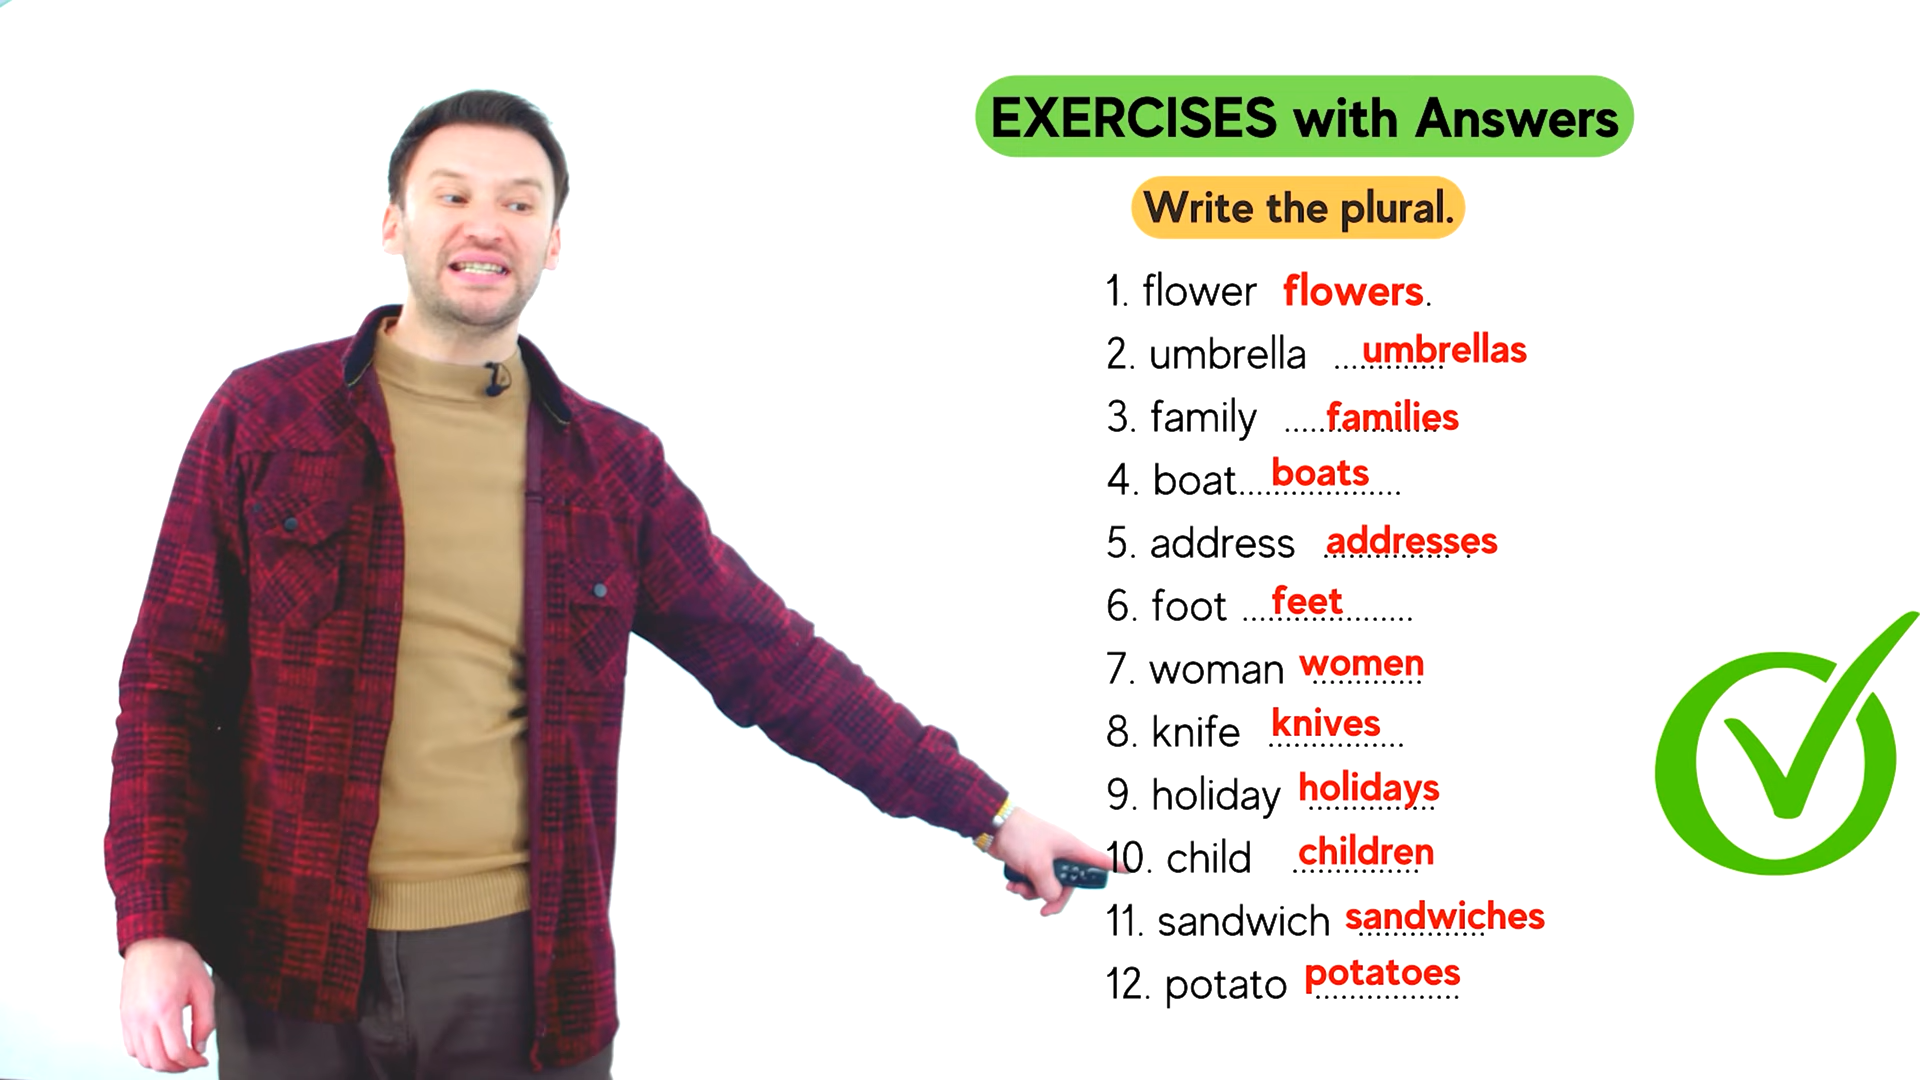 EXERCISES with Answers
Write the plural.
1. flower flowers.
2. umbrella ...umbrellas
3. family .....families
4. boat...boats......
5. address addresses
6. foot ...feet.......
7. woman women
8. knife knives...
9. holiday holidays
10. child children
11. sandwich sandwiches
12. potato potatoes